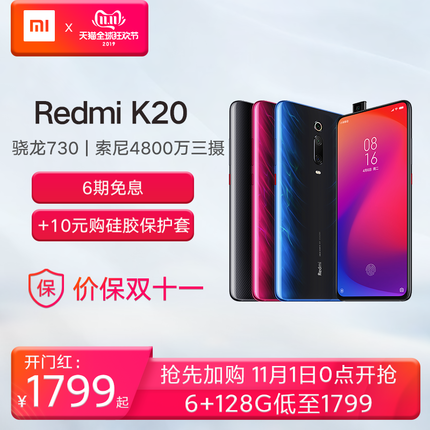 mi x 11.11
天猫全球狂欢节
2019
Redmi K20
骁龙730 | 索尼4800万三摄
6期免息
+10元购硅胶保护套
保 价保双十一
08
16
Redmi
开门红:
¥1799起
抢先加购 11月1日0点开抢
6+128G低至1799